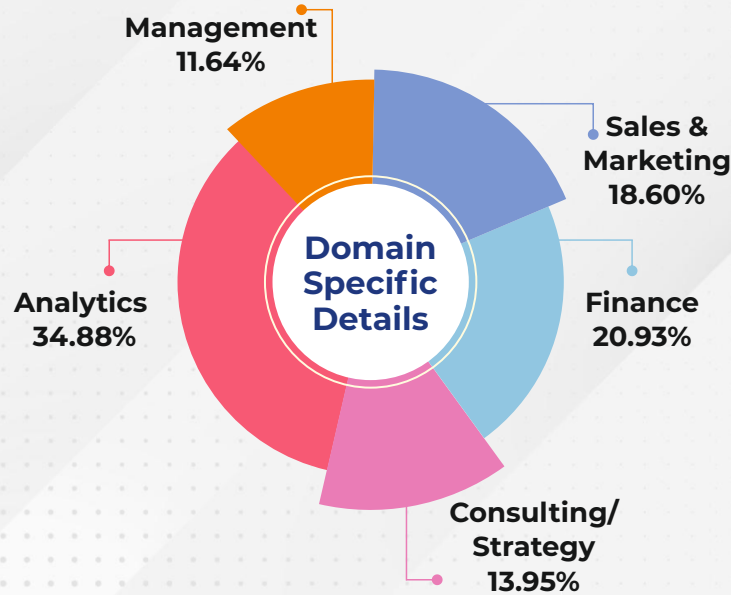 Management
11.64%
Sales &
Marketing
18.60%
Domain
Specific
Details
Analytics
34.88%
Finance
20.93%
Consulting/
Strategy
13.95%